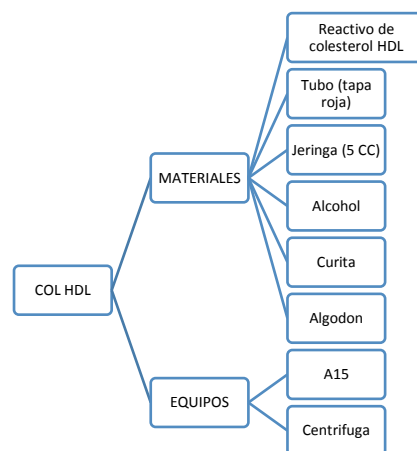 Reactivo de
colesterol HDL
Tubo (tapa
roja)
Jeringa (5 CC)
MATERIALES
Alcohol
Curita
COL HDL
Algodon
A15
EQUIPOS
Centrifuga